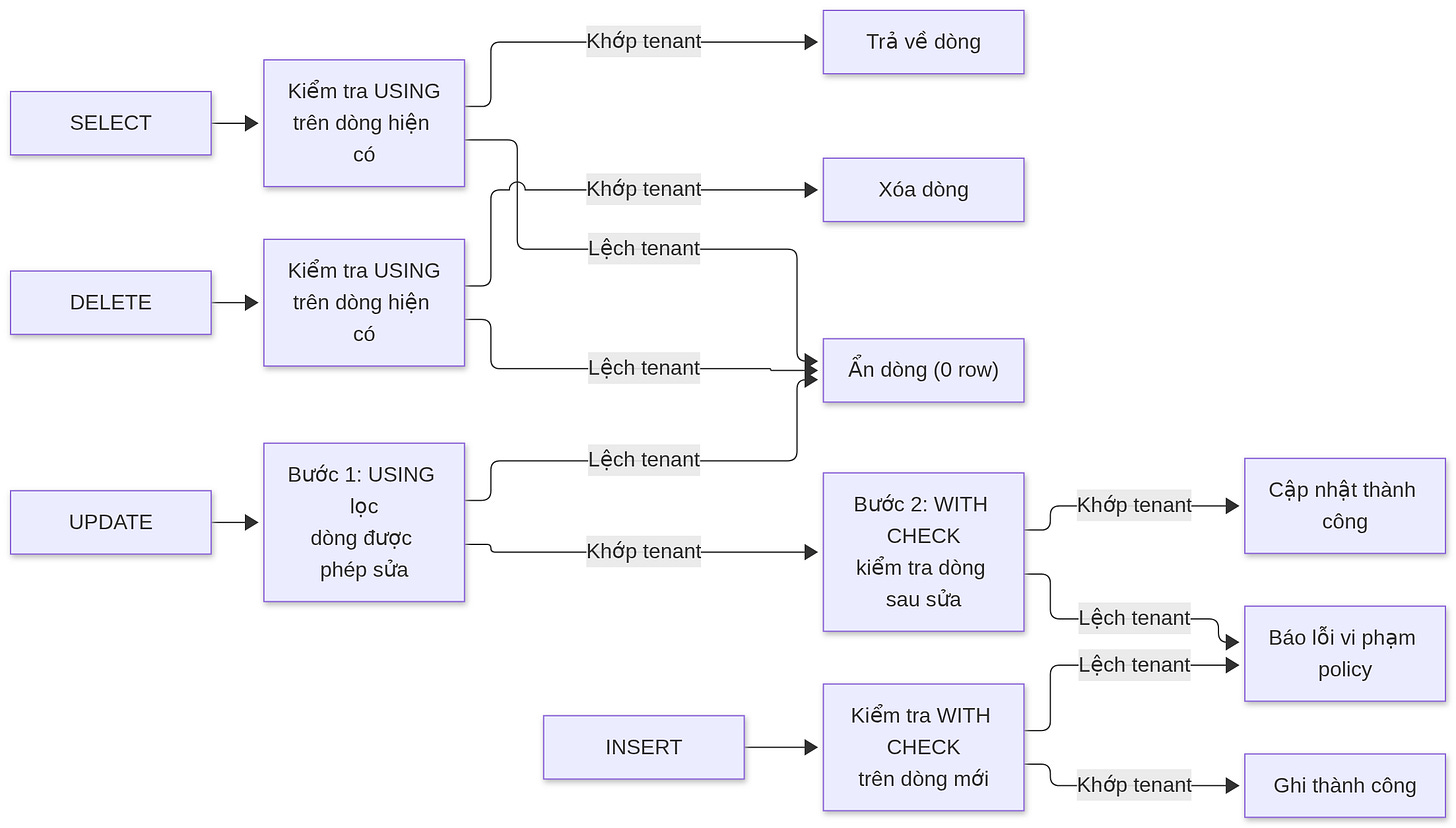 Khớp tenant
Trả về dòng
SELECT
Kiểm tra USING
trên dòng hiện
có
Khớp tenant
Xóa dòng
Lệch tenant
DELETE
Kiểm tra USING
trên dòng hiện
có
Lệch tenant
Ẩn dòng (0 row)
UPDATE
Bước 1: USING
lọc
dòng được
phép sửa
Lệch tenant
Khớp tenant
Bước 2: WITH
CHECK
kiểm tra dòng
sau sửa
Khớp tenant
Cập nhật thành
công
Lệch tenant
Báo lỗi vi phạm
policy
Lệch tenant
INSERT
Kiểm tra WITH
CHECK
trên dòng mới
Khớp tenant
Ghi thành công